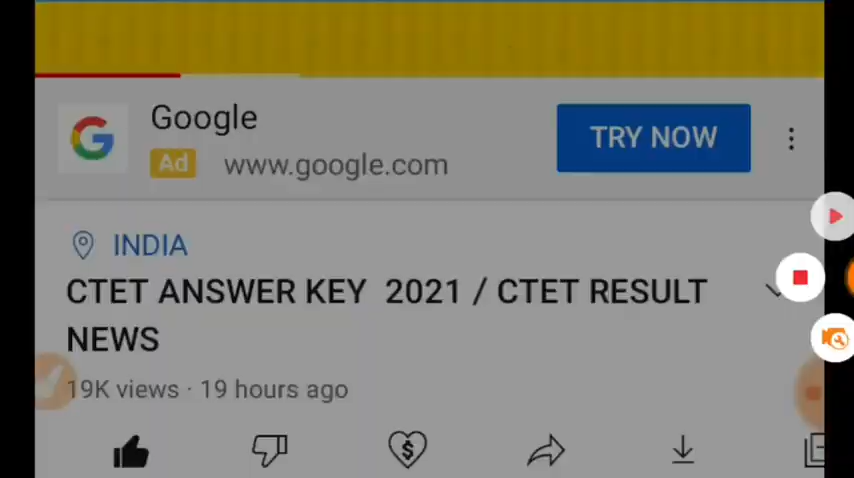 Google
TRY NOW
Ad www.google.com
INDIA
CTET ANSWER KEY 2021 / CTET RESULT
NEWS
19K views · 19 hours ago